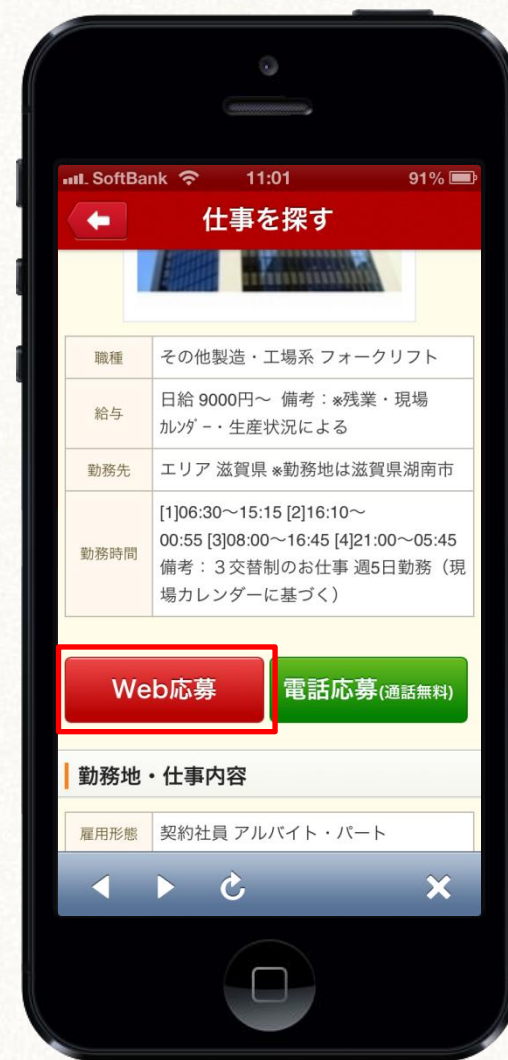 SoftBank 11:01 91%
仕事を探す
職種 その他製造・工場系 フォークリフト
給与 日給 9000円～ 備考：※残業・現場
ｶﾚﾝﾀﾞｰ・生産状況による
勤務先 エリア 滋賀県 ※勤務地は滋賀県湖南市
勤務時間 [1]06:30～15:15 [2]16:10～
00:55 [3]08:00～16:45 [4]21:00～05:45
備考：３交替制のお仕事 週5日勤務（現
場カレンダーに基づく）
Web応募 電話応募(通話無料)
勤務地・仕事内容
雇用形態 契約社員 アルバイト・パート